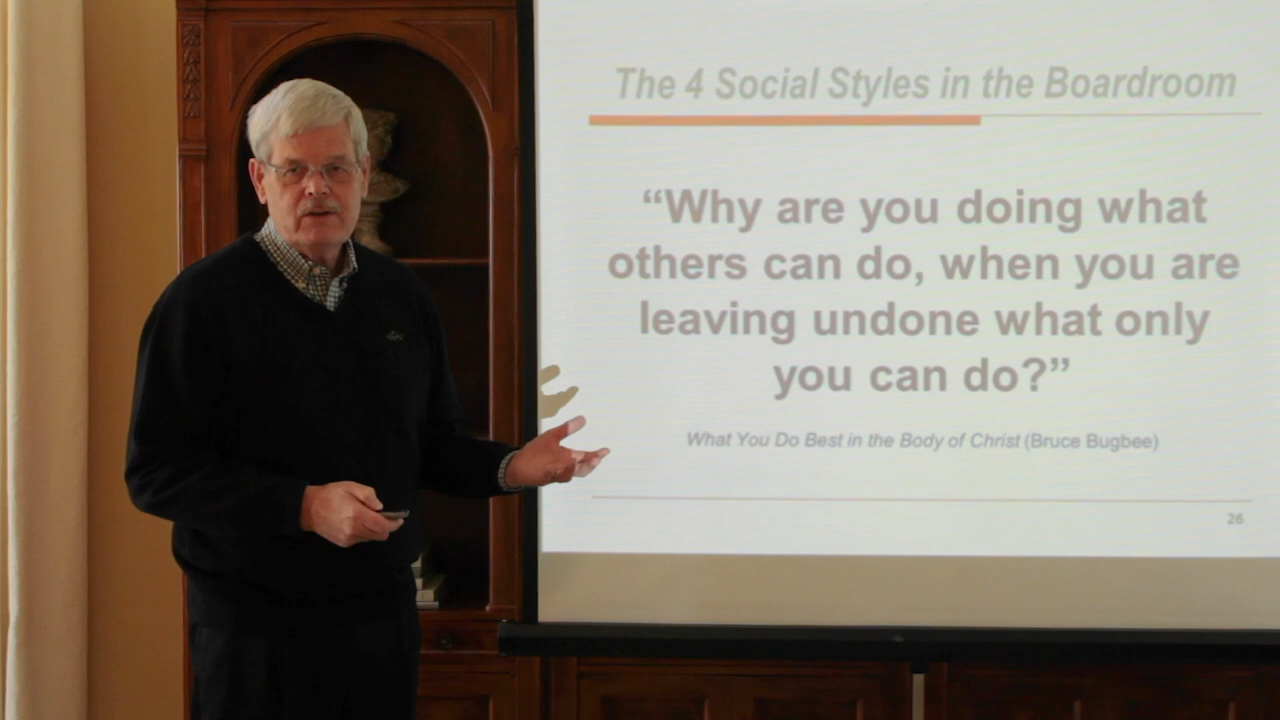 The 4 Social Styles in the Boardroom
“Why are you doing what
others can do, when you are
leaving undone what only
you can do?”
What You Do Best in the Body of Christ (Bruce Bugbee)
26